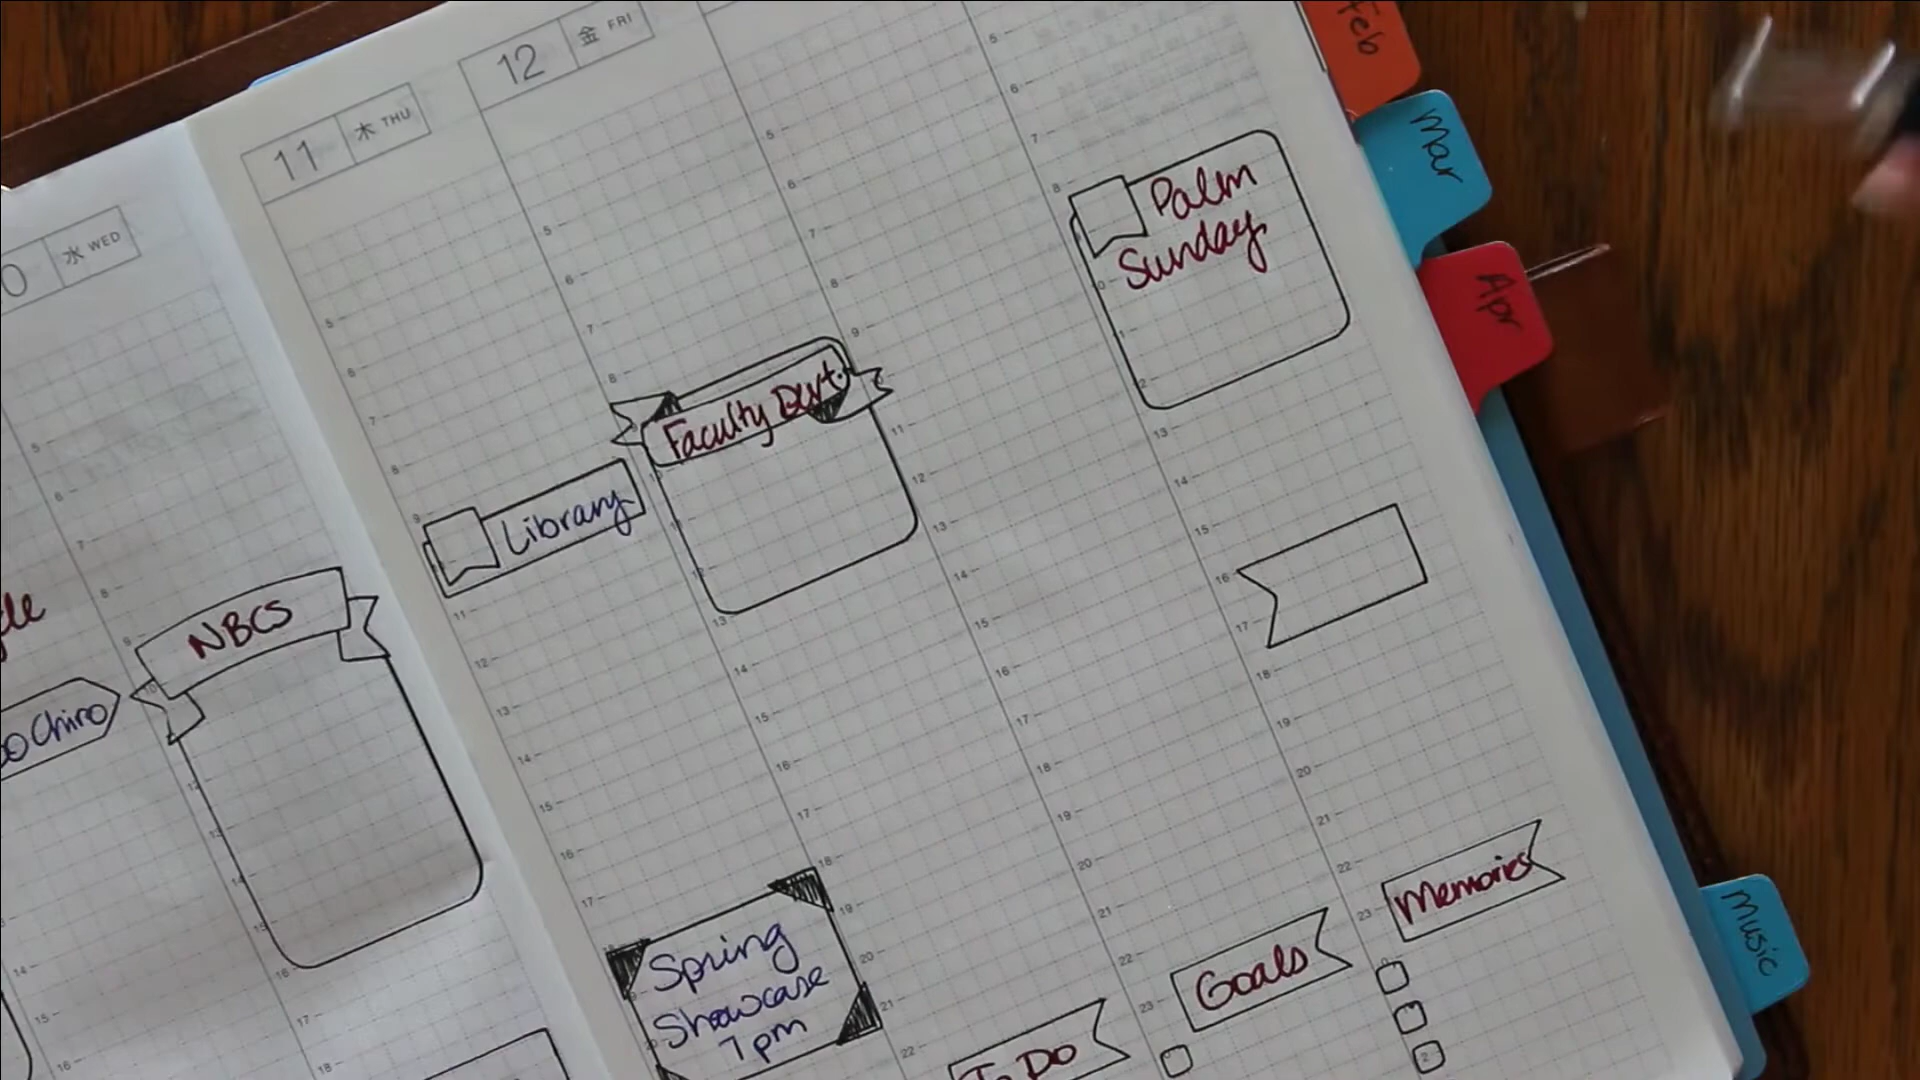 水 WED
11 木 THU
12 金 FRI
Feb
Mar
Apr
Music
Palm
Sunday
Faculty Devt.
Library
NBCS
Chiro
Spring
Showcase
7pm
To Do
Goals
Memories